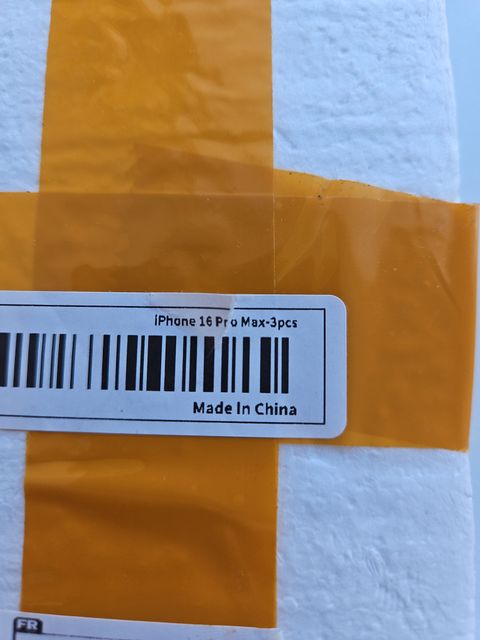 iPhone 16 Pro Max-3pcs
Made In China
FR